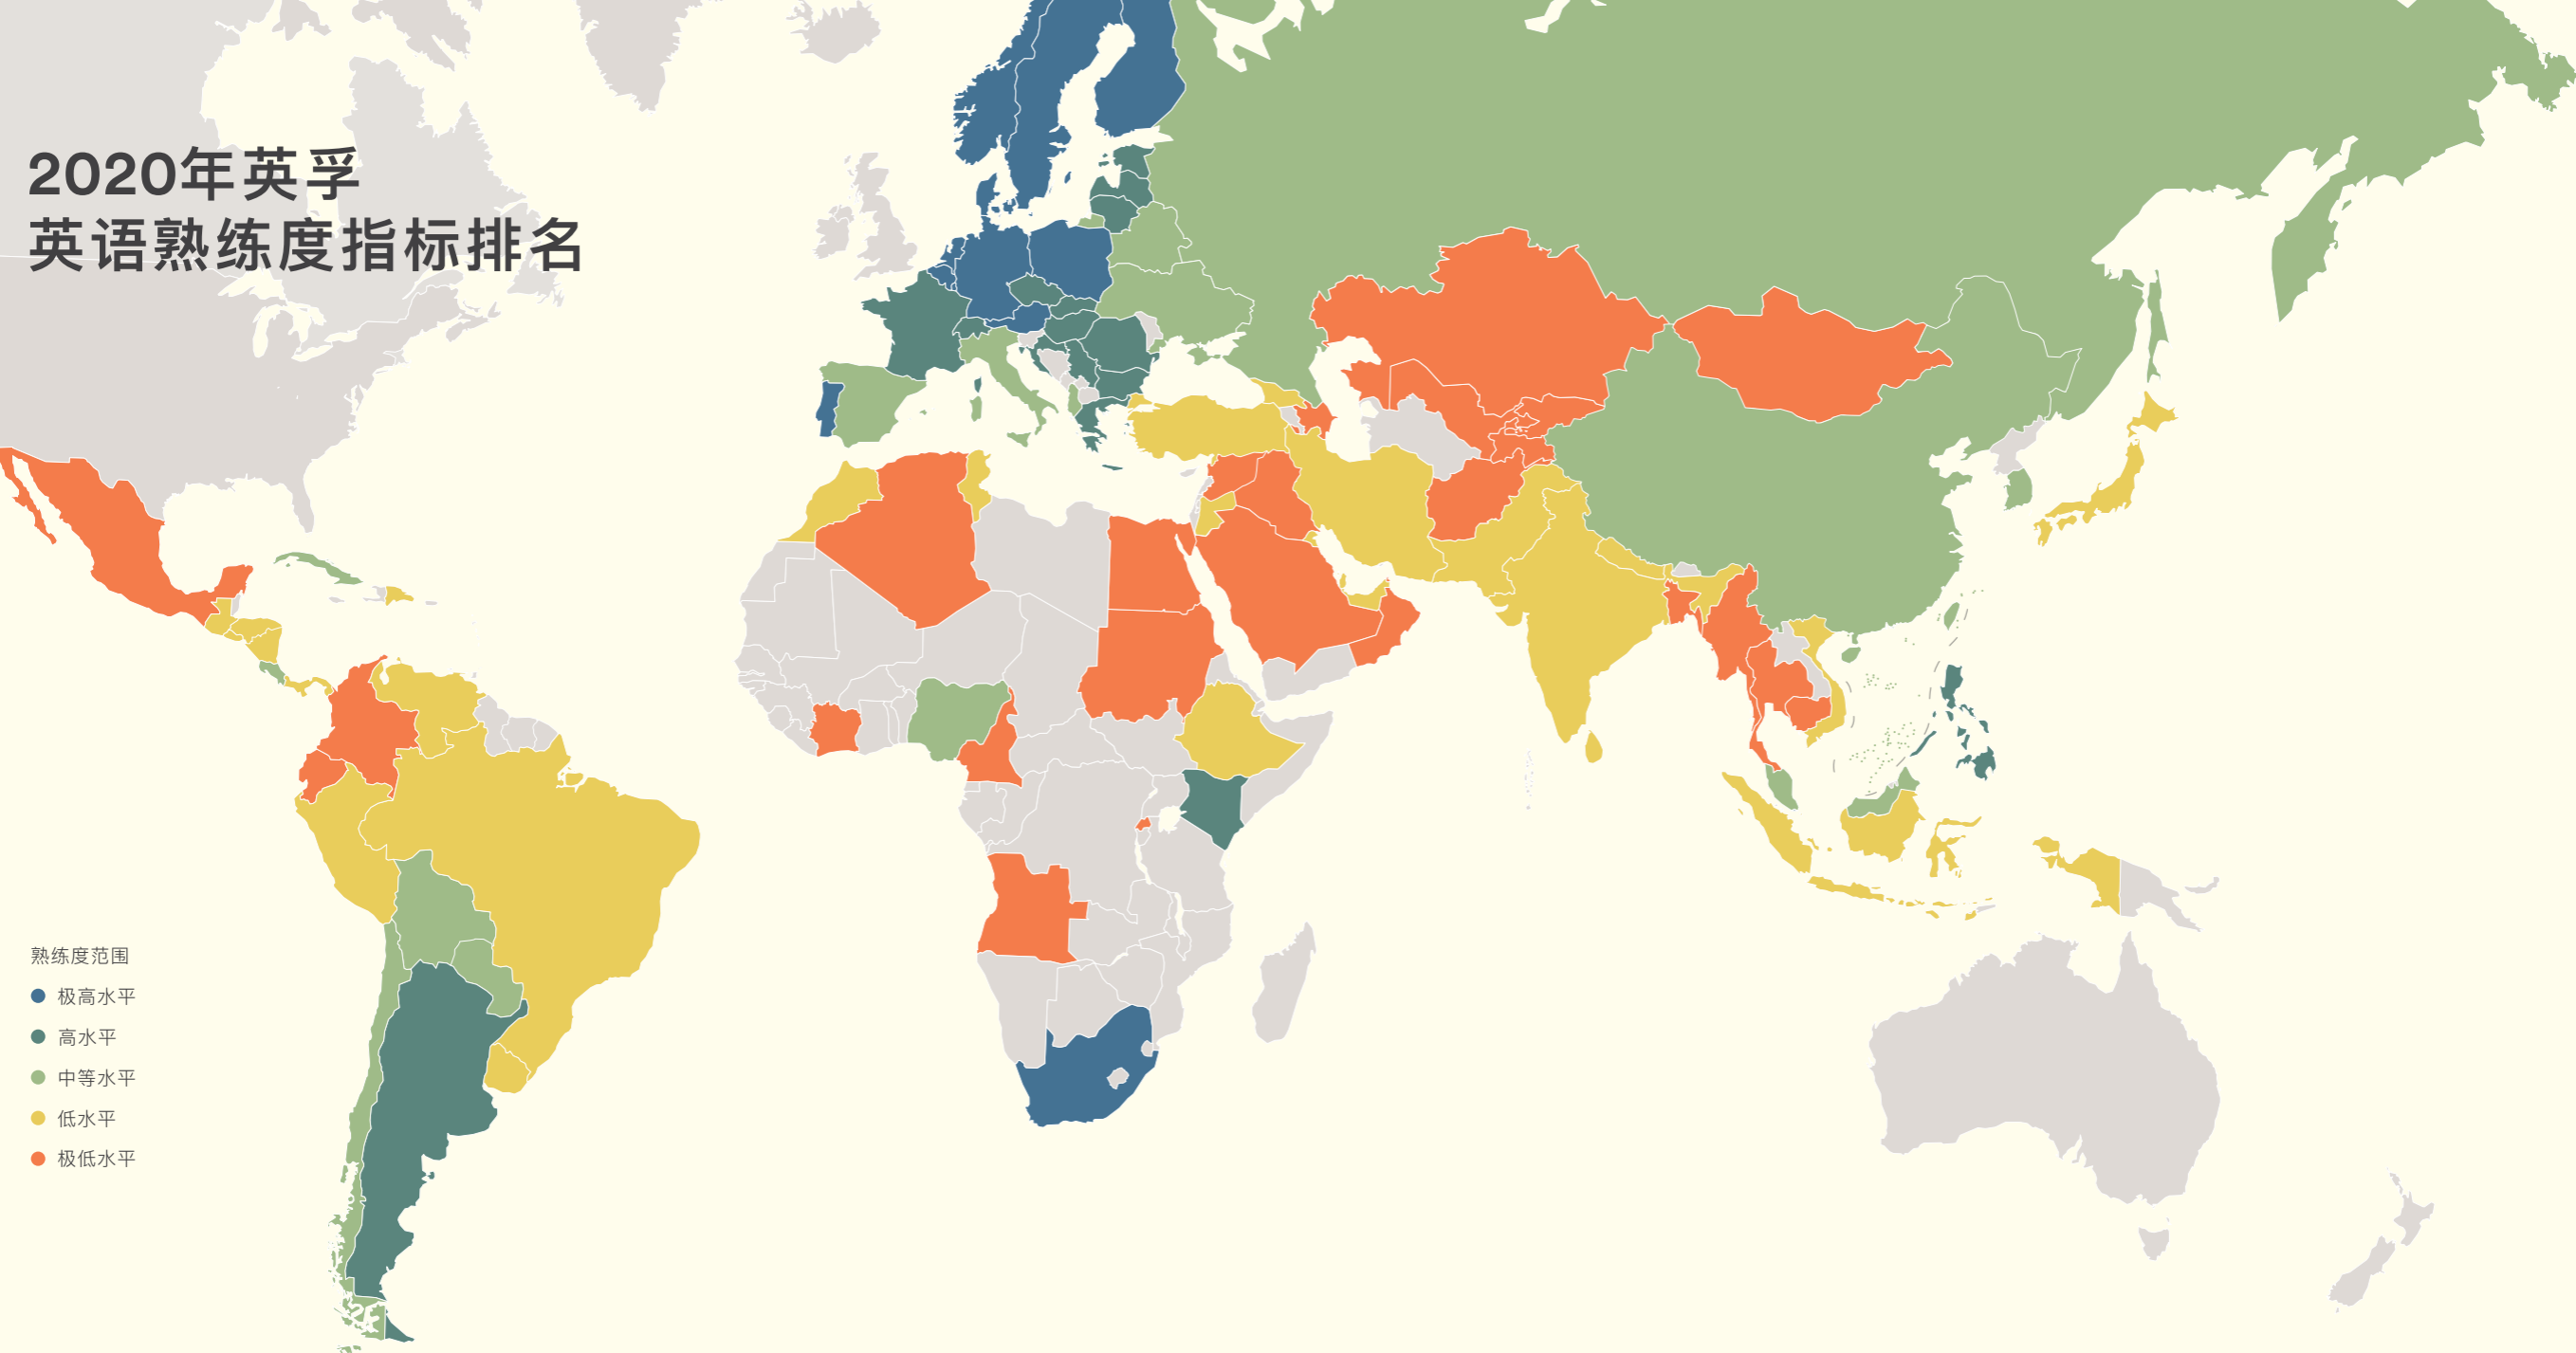 2020年英孚
英语熟练度指标排名
熟练度范围
极高水平
高水平
中等水平
低水平
极低水平